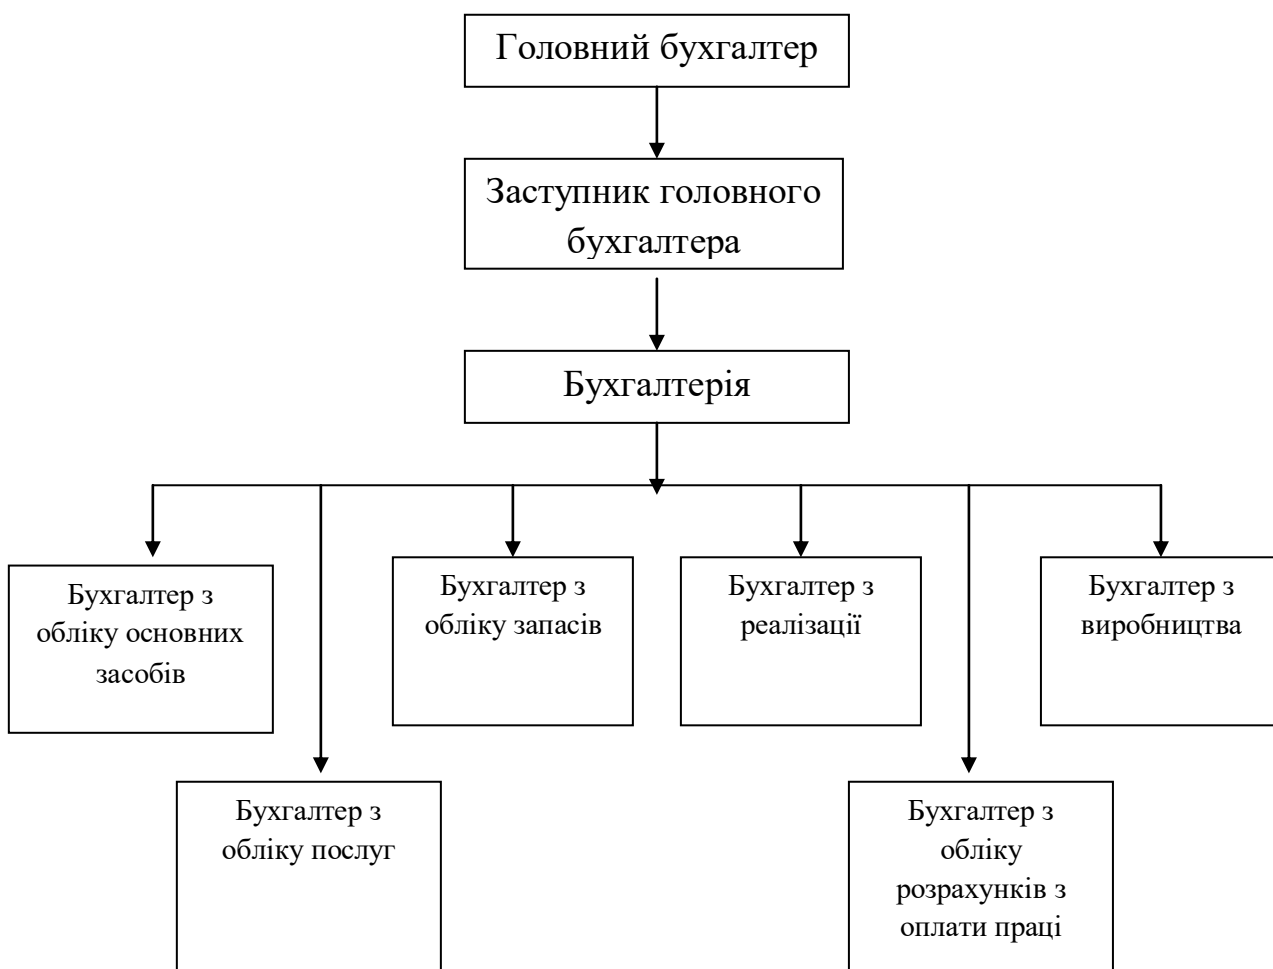 Головний бухгалтер
Заступник головного
бухгалтера
Бухгалтерія
Бухгалтер з
обліку основних
засобів
Бухгалтер з
обліку запасів
Бухгалтер з
реалізації
Бухгалтер з
виробництва
Бухгалтер з
обліку послуг
Бухгалтер з
обліку
розрахунків з
оплати праці